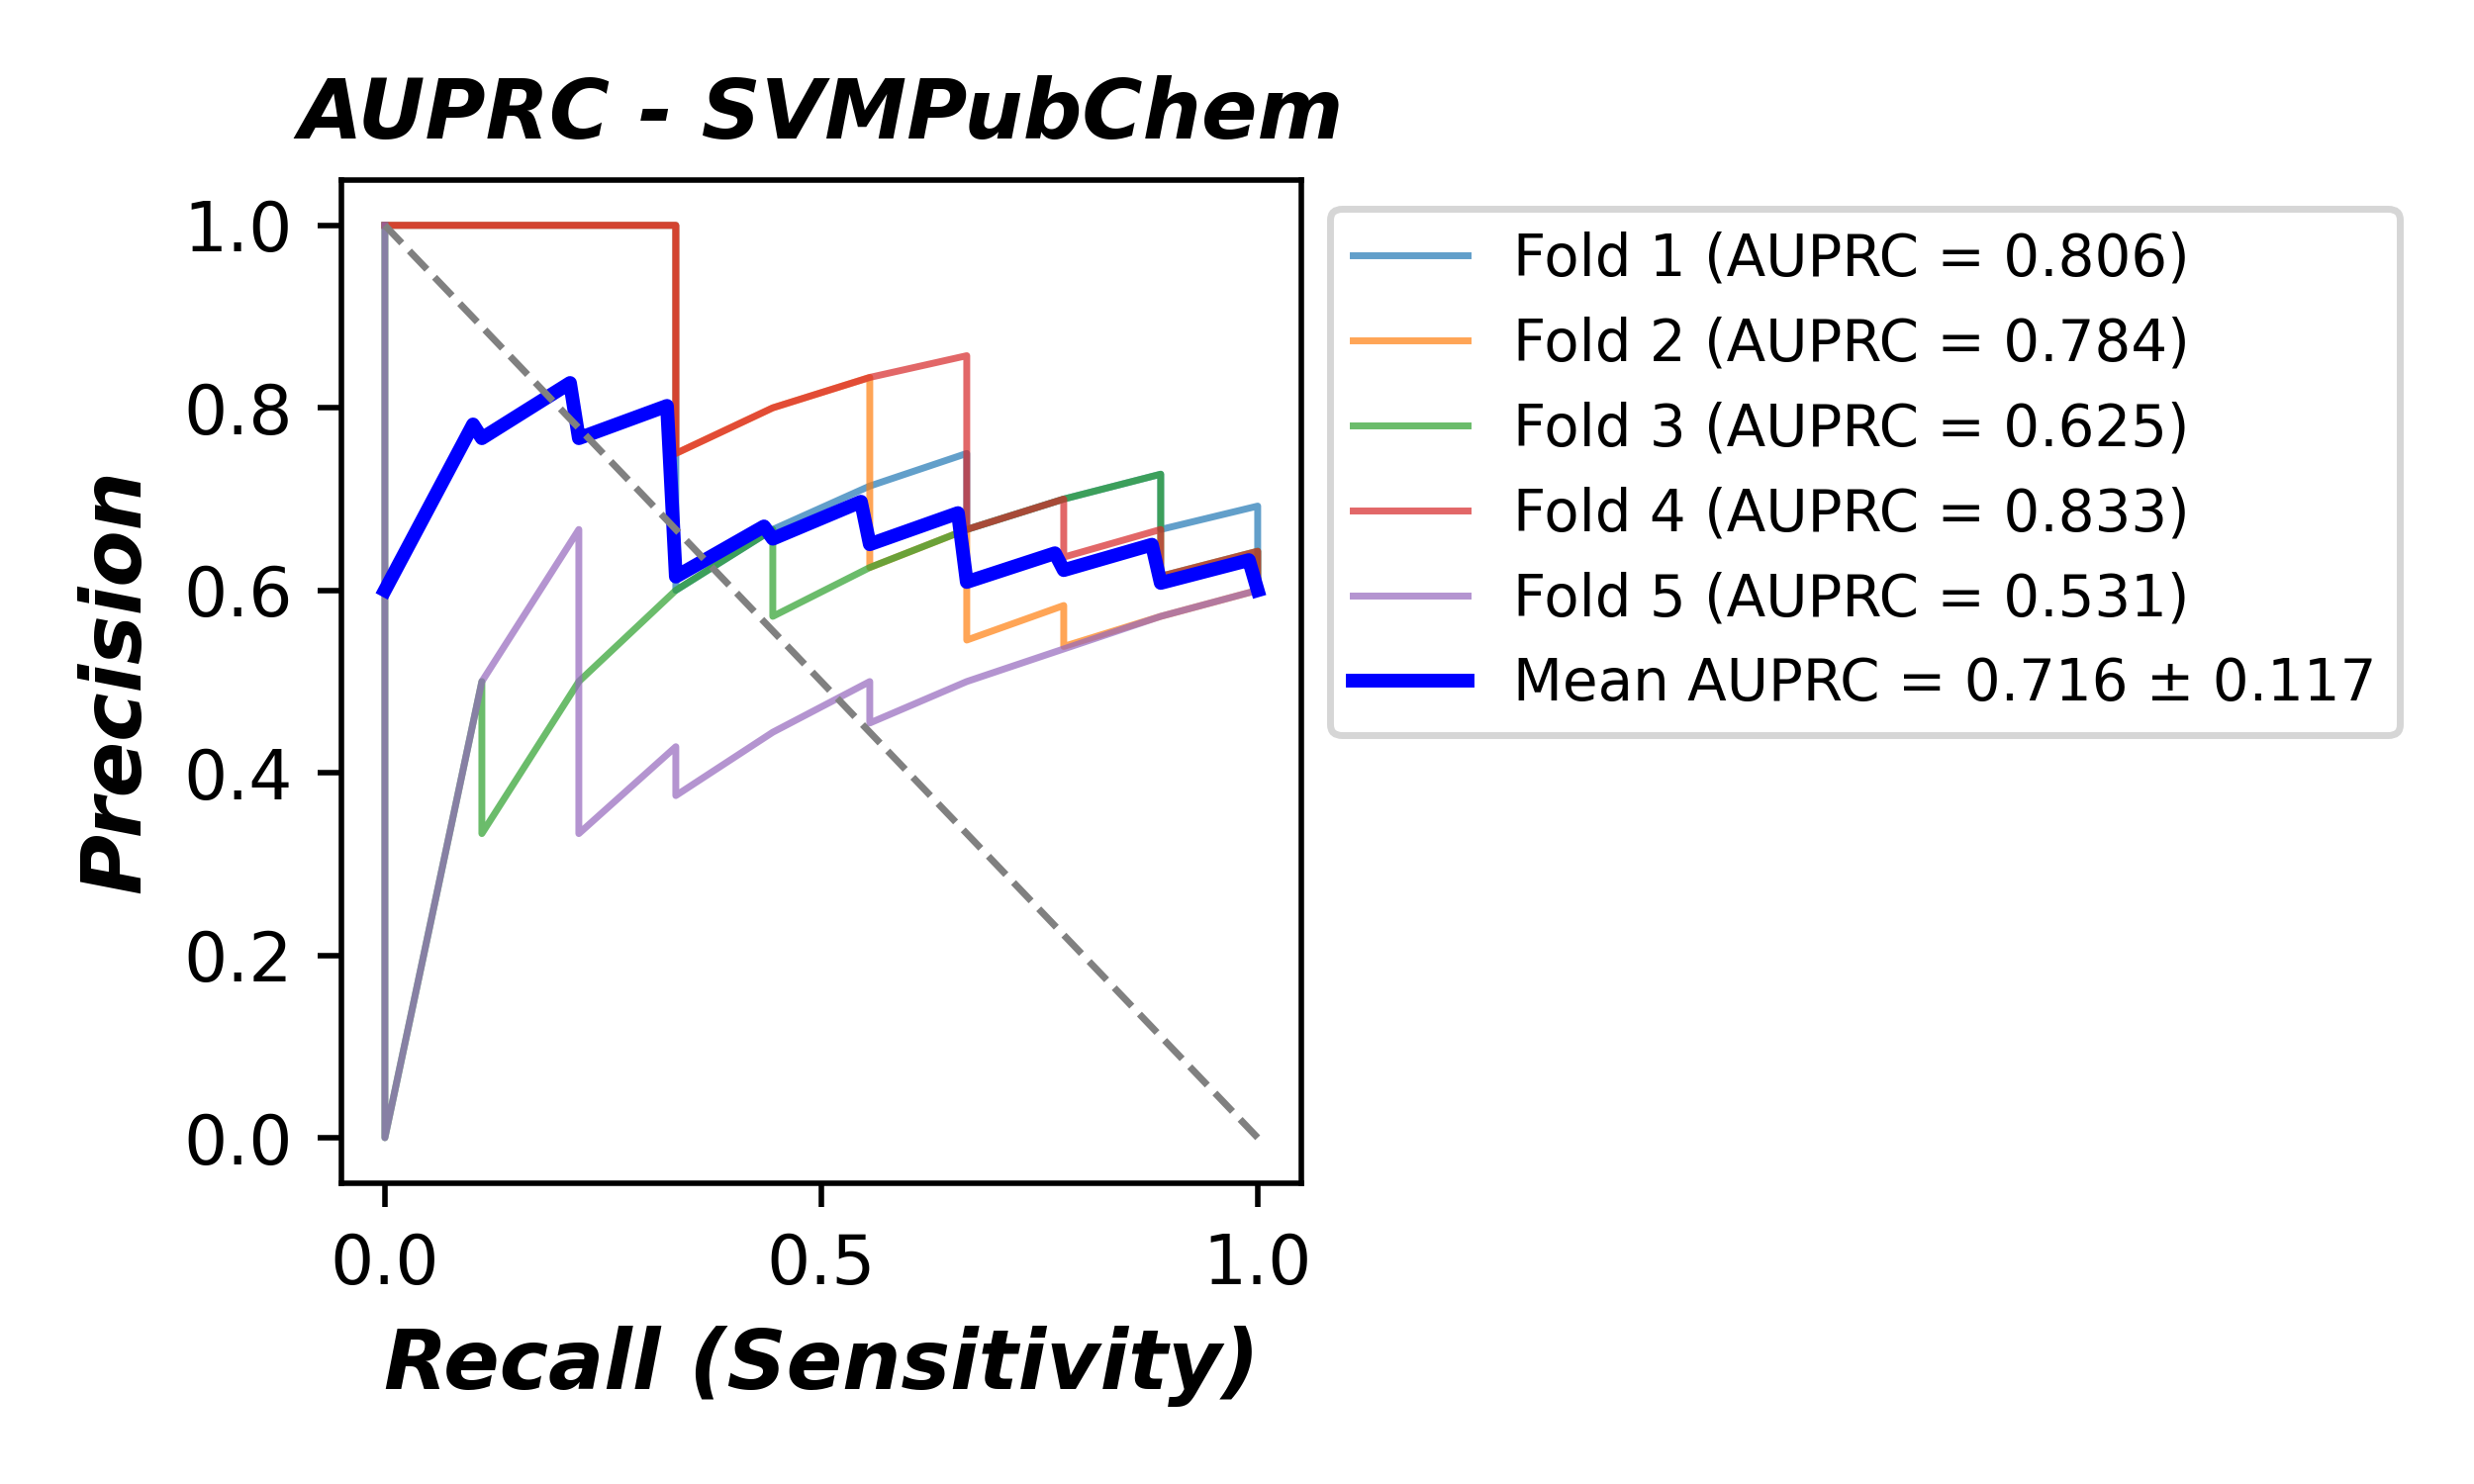 AUPRC - SVMPubChem
1.0
0.8
0.6
0.4
0.2
0.0
Precision
0.0 0.5 1.0
Recall (Sensitivity)
Fold 1 (AUPRC = 0.806)
Fold 2 (AUPRC = 0.784)
Fold 3 (AUPRC = 0.625)
Fold 4 (AUPRC = 0.833)
Fold 5 (AUPRC = 0.531)
Mean AUPRC = 0.716 ± 0.117